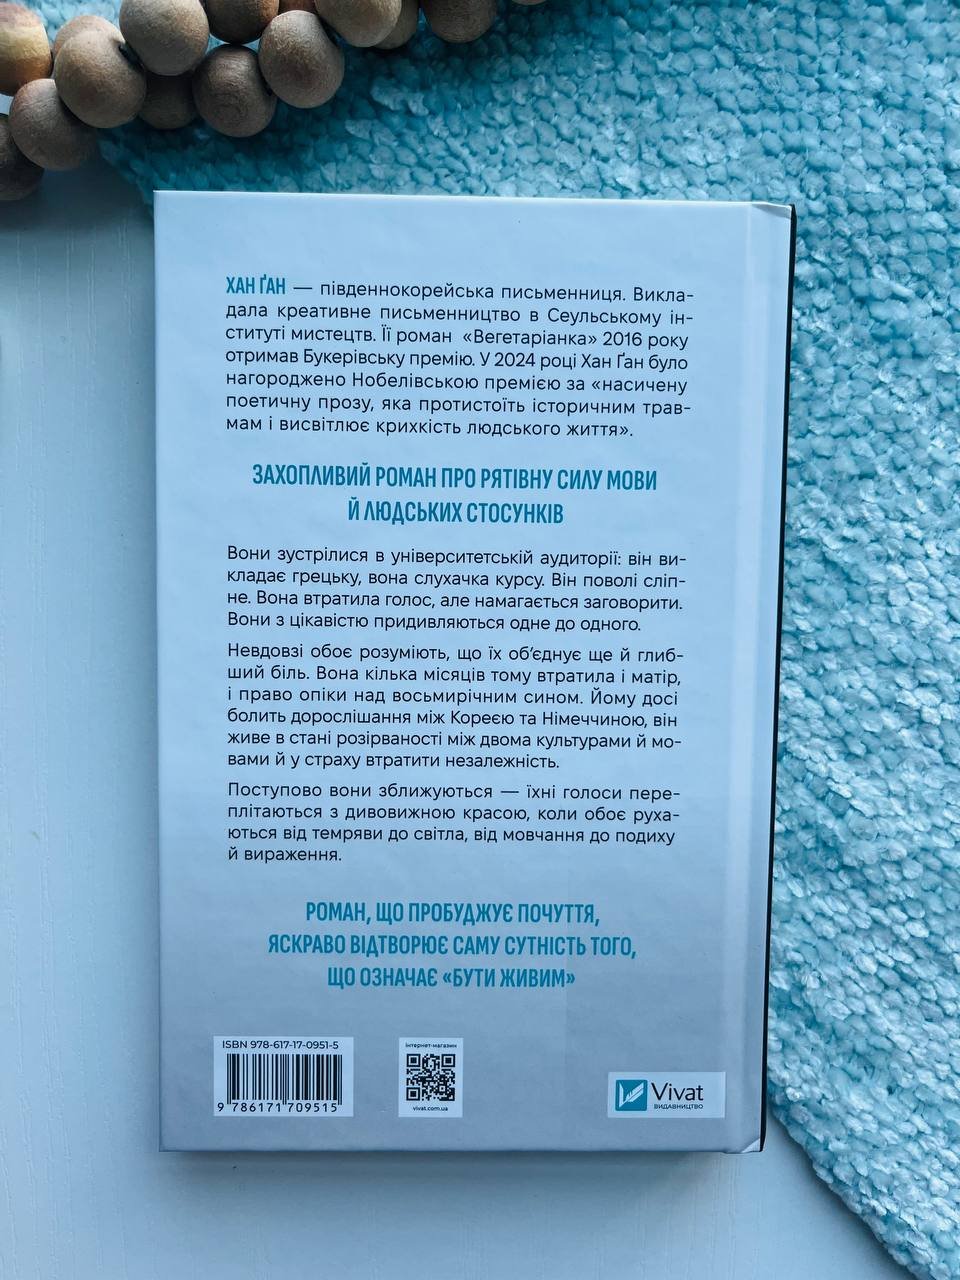 ХАН ҐАН — південнокорейська письменниця. Викла-
дала креативне письменництво в Сеульському ін-
ституті мистецтв. Її роман «Вегетаріанка» 2016 року
отримав Букерівську премію. У 2024 році Хан Ґан було
нагороджено Нобелівською премією за «насичену
поетичну прозу, яка протистоїть історичним трав-
мам і висвітлює крихкість людського життя».
ЗАХОПЛИВИЙ РОМАН ПРО РЯТІВНУ СИЛУ МОВИ
Й ЛЮДСЬКИХ СТОСУНКІВ
Вони зустрілися в університетській аудиторії: він ви-
кладає грецьку, вона слухачка курсу. Він поволі сліп-
не. Вона втратила голос, але намагається заговорити.
Вони з цікавістю придивляються одне до одного.
Невдовзі обоє розуміють, що їх об’єднує ще й глиб-
ший біль. Вона кілька місяців тому втратила і матір,
і право опіки над восьмирічним сином. Йому досі
болить дорослішання між Кореєю та Німеччиною, він
живе в стані розірваності між двома культурами й мо-
вами й у страху втратити незалежність.
Поступово вони зближуються — їхні голоси пере-
плітаються з дивовижною красою, коли обоє руха-
ються від темряви до світла, від мовчання до подиху
й вираження.
РОМАН, ЩО ПРОБУДЖУЄ ПОЧУТТЯ,
ЯСКРАВО ВІДТВОРЮЄ САМУ СУТНІСТЬ ТОГО,
ЩО ОЗНАЧАЄ «БУТИ ЖИВИМ»
ISBN 978-617-17-0951-5
9 786171 709515
інтернет-магазин
vivat.com.ua
Vivat
ВИДАВНИЦТВО